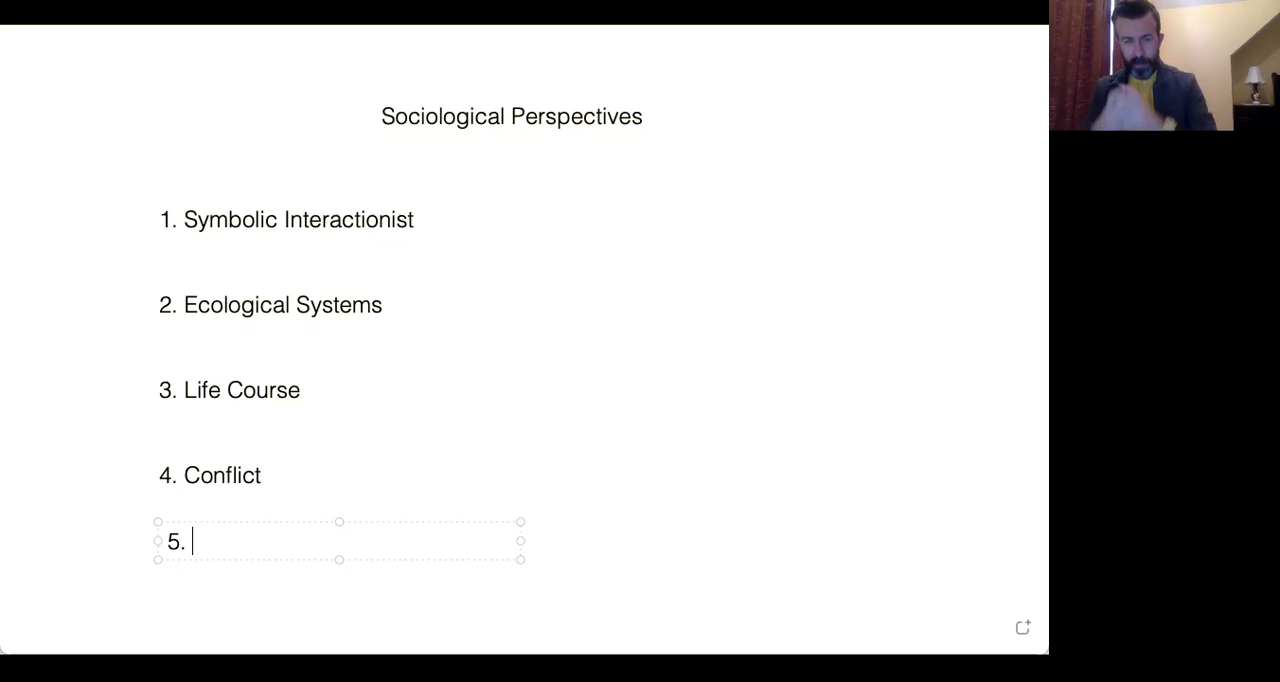 Sociological Perspectives
1. Symbolic Interactionist
2. Ecological Systems
3. Life Course
4. Conflict
5.